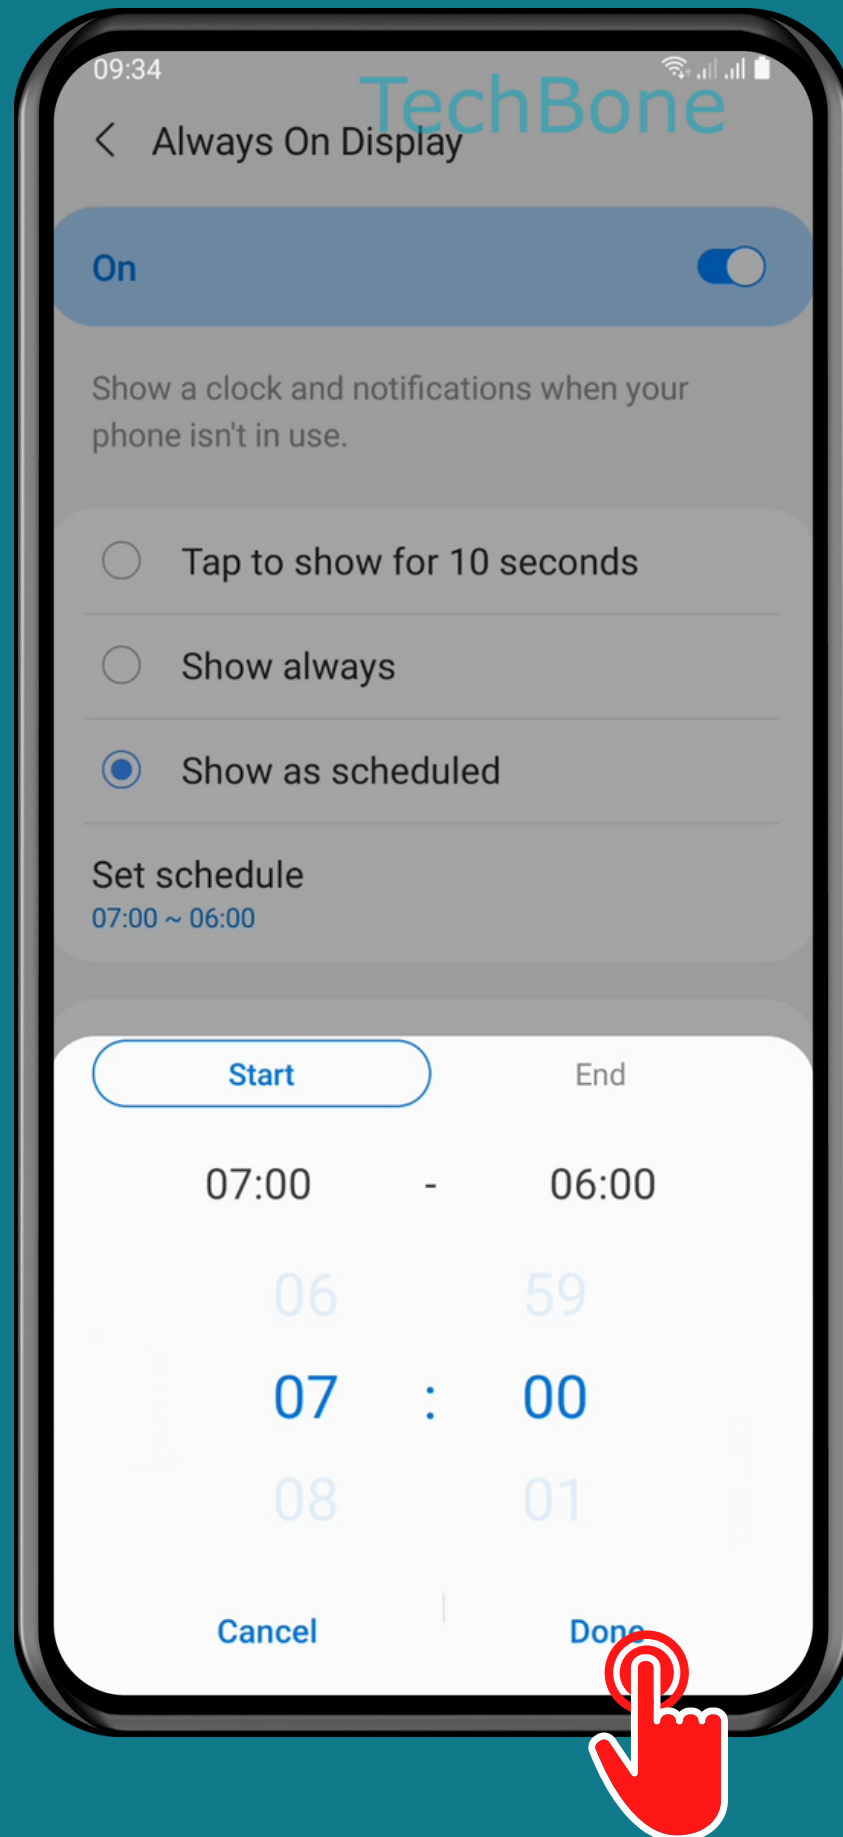 09:34
TechBone
Always On Display
On
Show a clock and notifications when your
phone isn't in use.
Tap to show for 10 seconds
Show always
Show as scheduled
Set schedule
07:00 ~ 06:00
Start End
07:00 - 06:00
06 59
07 : 00
08 01
Cancel Done